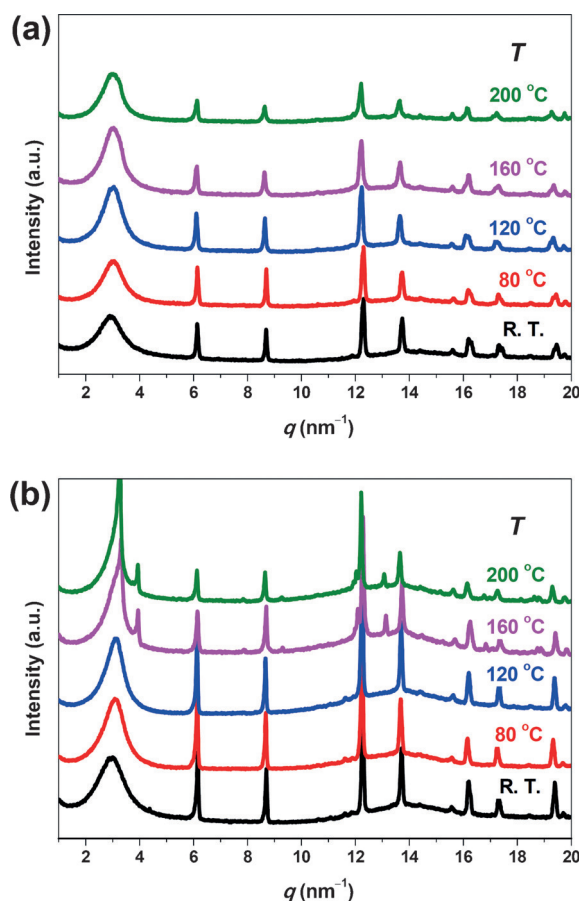 (a)
T
200 °C
160 °C
120 °C
80 °C
R. T.
Intensity (a.u.)
2 4 6 8 10 12 14 16 18 20
q (nm⁻¹)
(b)
T
200 °C
160 °C
120 °C
80 °C
R. T.
Intensity (a.u.)
2 4 6 8 10 12 14 16 18 20
q (nm⁻¹)